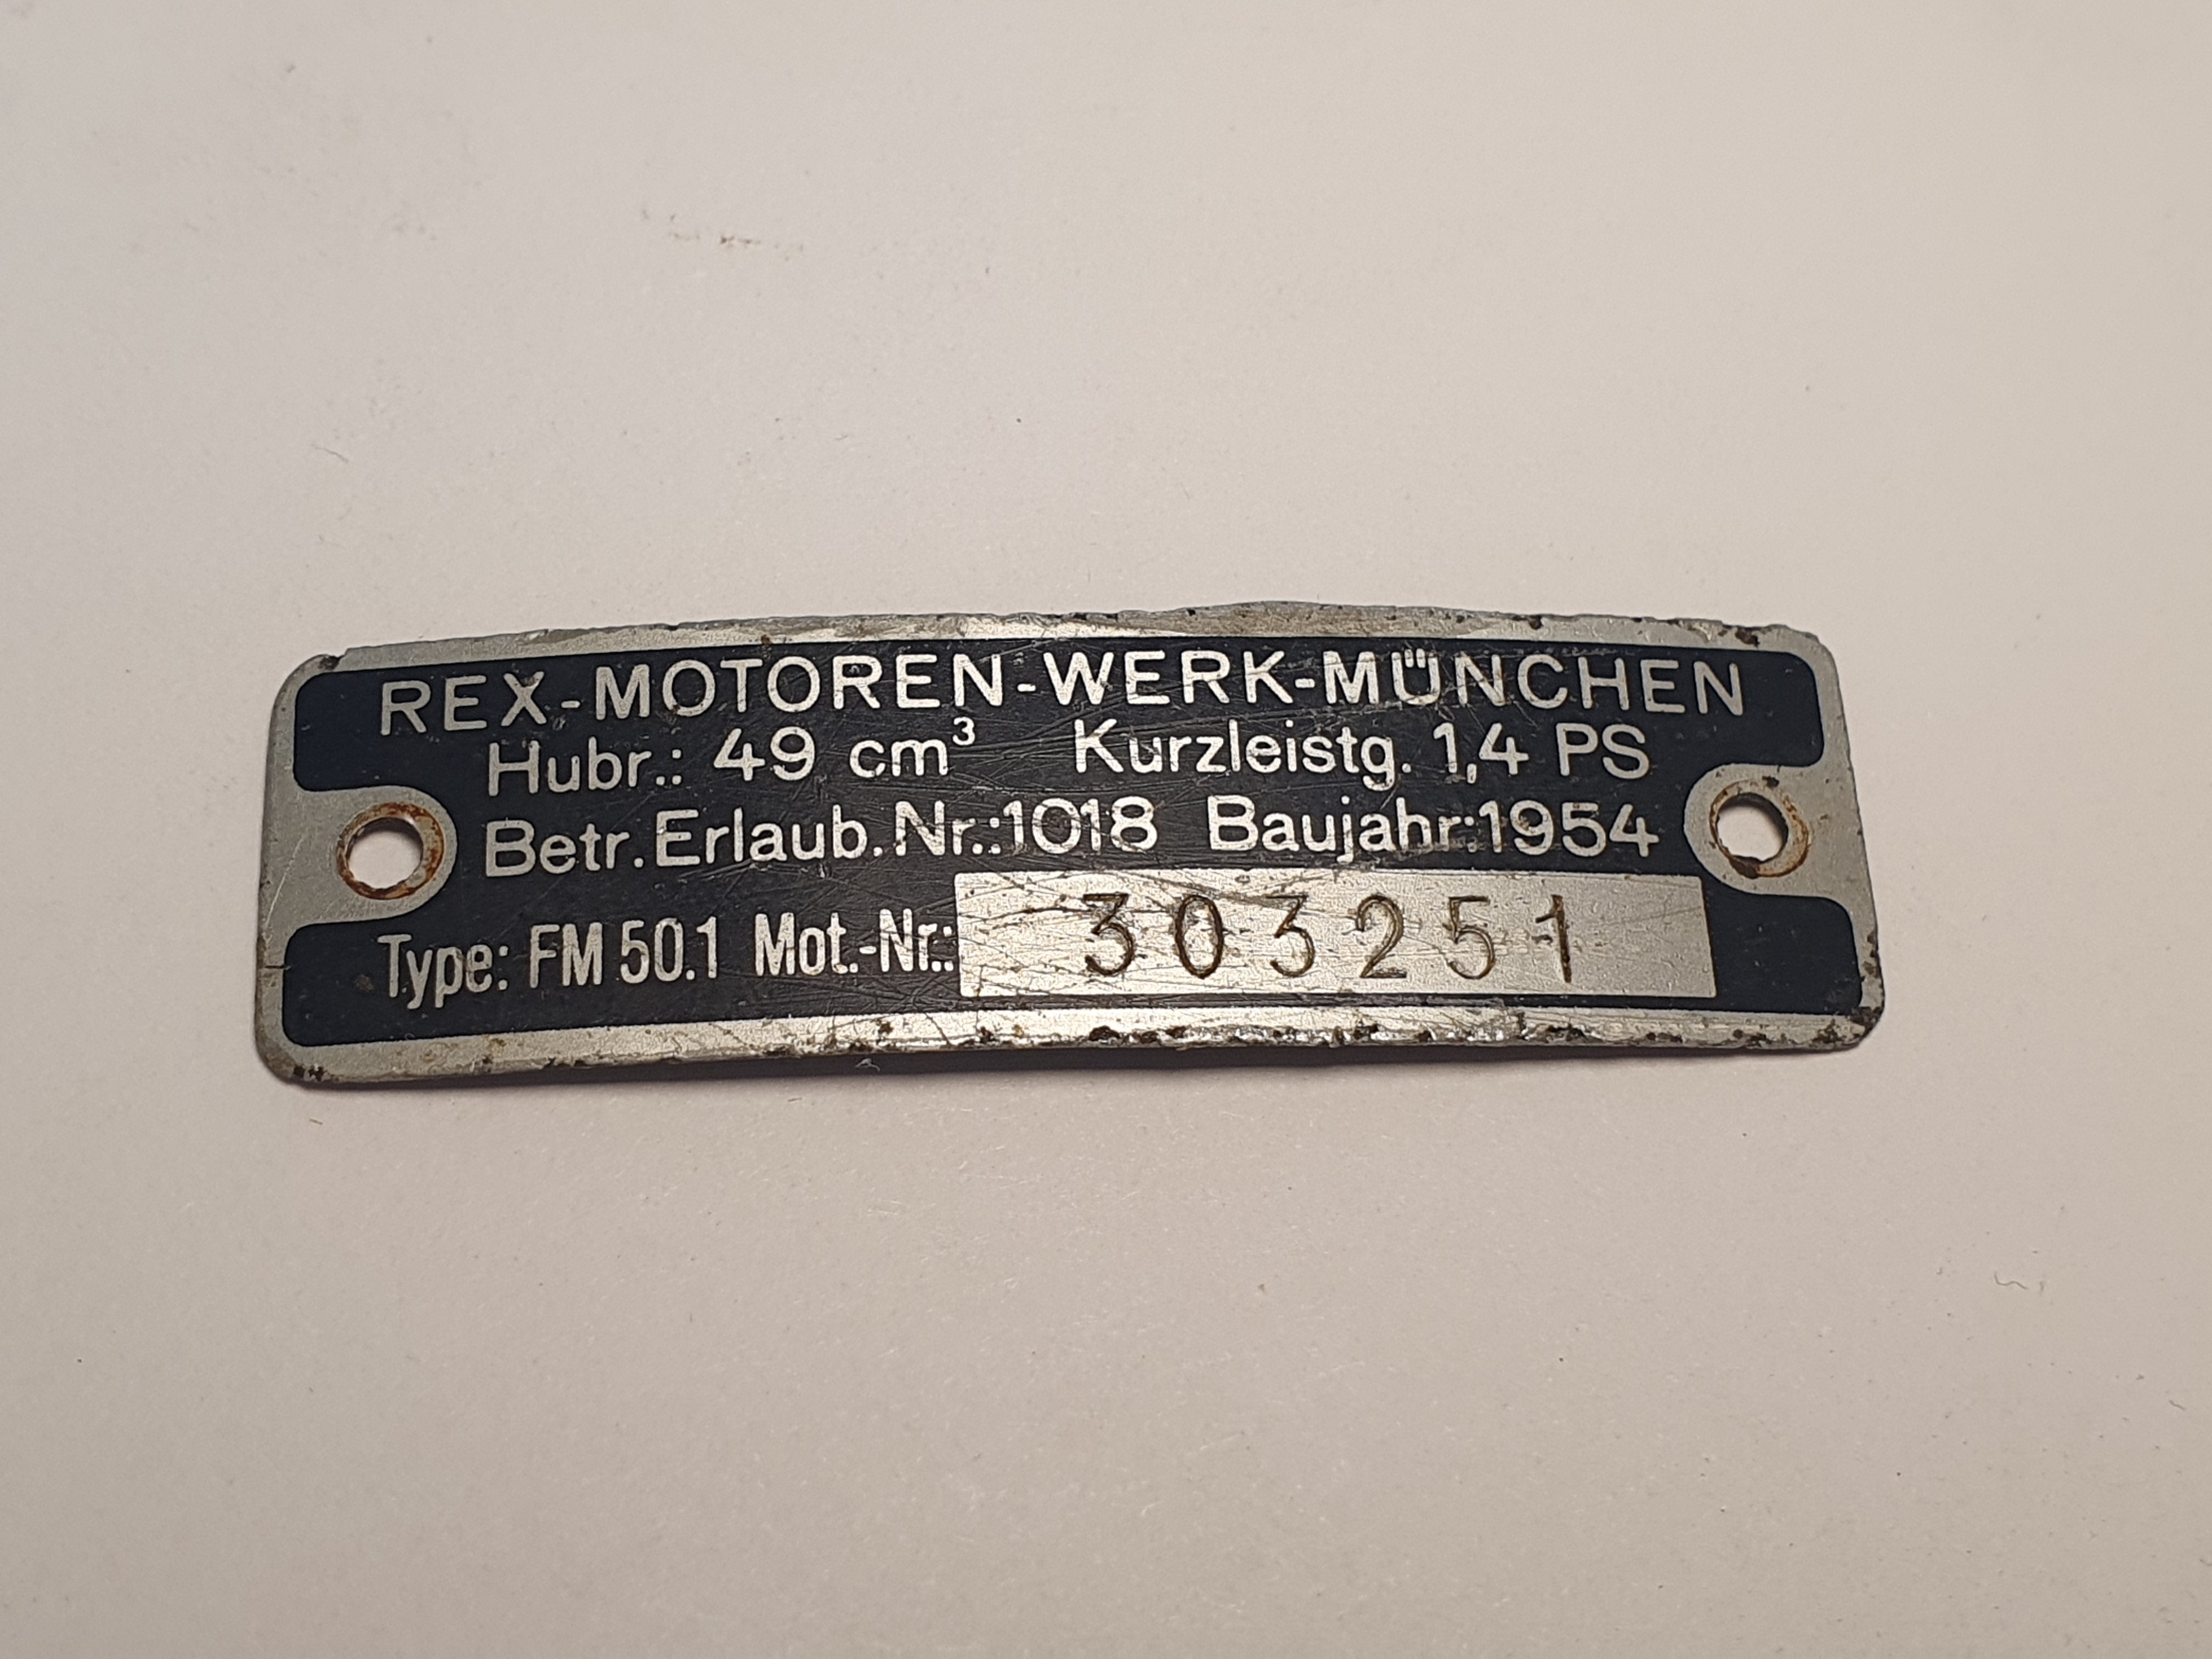 REX-MOTOREN-WERK-MÜNCHEN
Hubr.: 49 cm³ Kurzleistg. 1,4 PS
Betr.Erlaub.Nr.:1018 Baujahr:1954
Type: FM 50.1 Mot.-Nr.: 303251